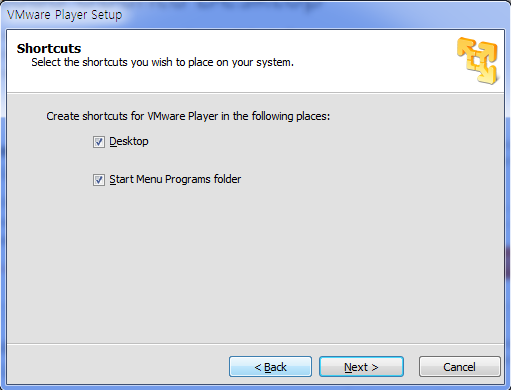 VMware Player Setup
Shortcuts
Select the shortcuts you wish to place on your system.
Create shortcuts for VMware Player in the following places:
Desktop
Start Menu Programs folder
< Back
Next >
Cancel